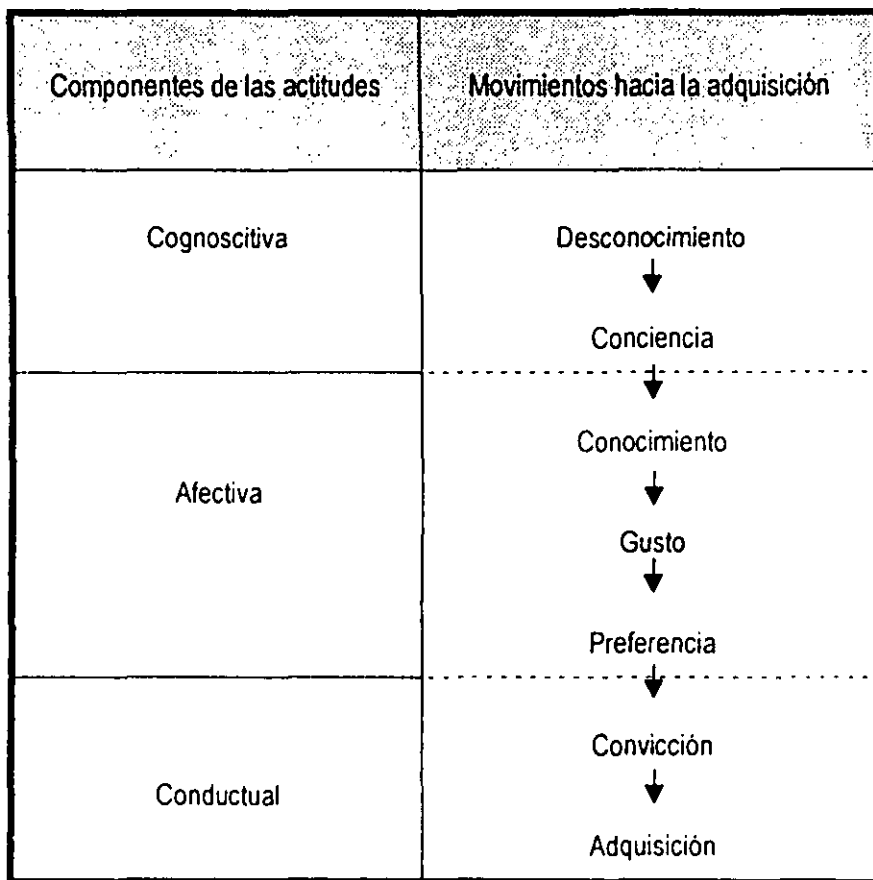 Componentes de las actitudes
Movimientos hacia la adquisición
Cognoscitiva
Desconocimiento
Conciencia
Afectiva
Conocimiento
Gusto
Preferencia
Conductual
Convicción
Adquisición